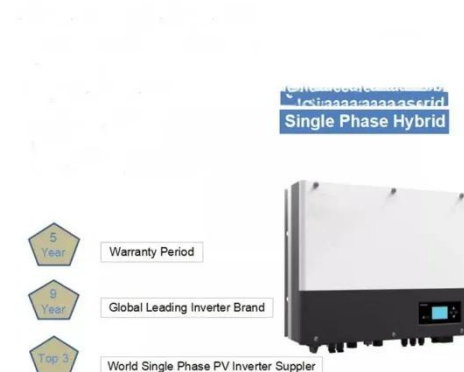 Single Phase Hybrid
5
Year
Warranty Period
9
Year
Global Leading Inverter Brand
Top 3
World Single Phase PV Inverter Suppler